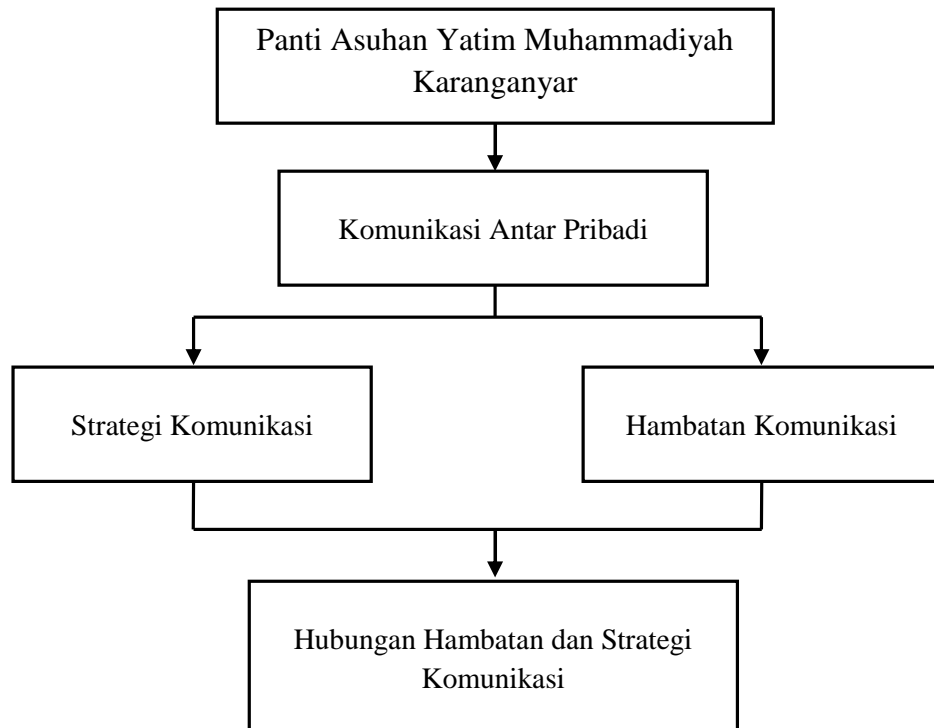 Panti Asuhan Yatim Muhammadiyah
Karanganyar
Komunikasi Antar Pribadi
Strategi Komunikasi
Hambatan Komunikasi
Hubungan Hambatan dan Strategi
Komunikasi